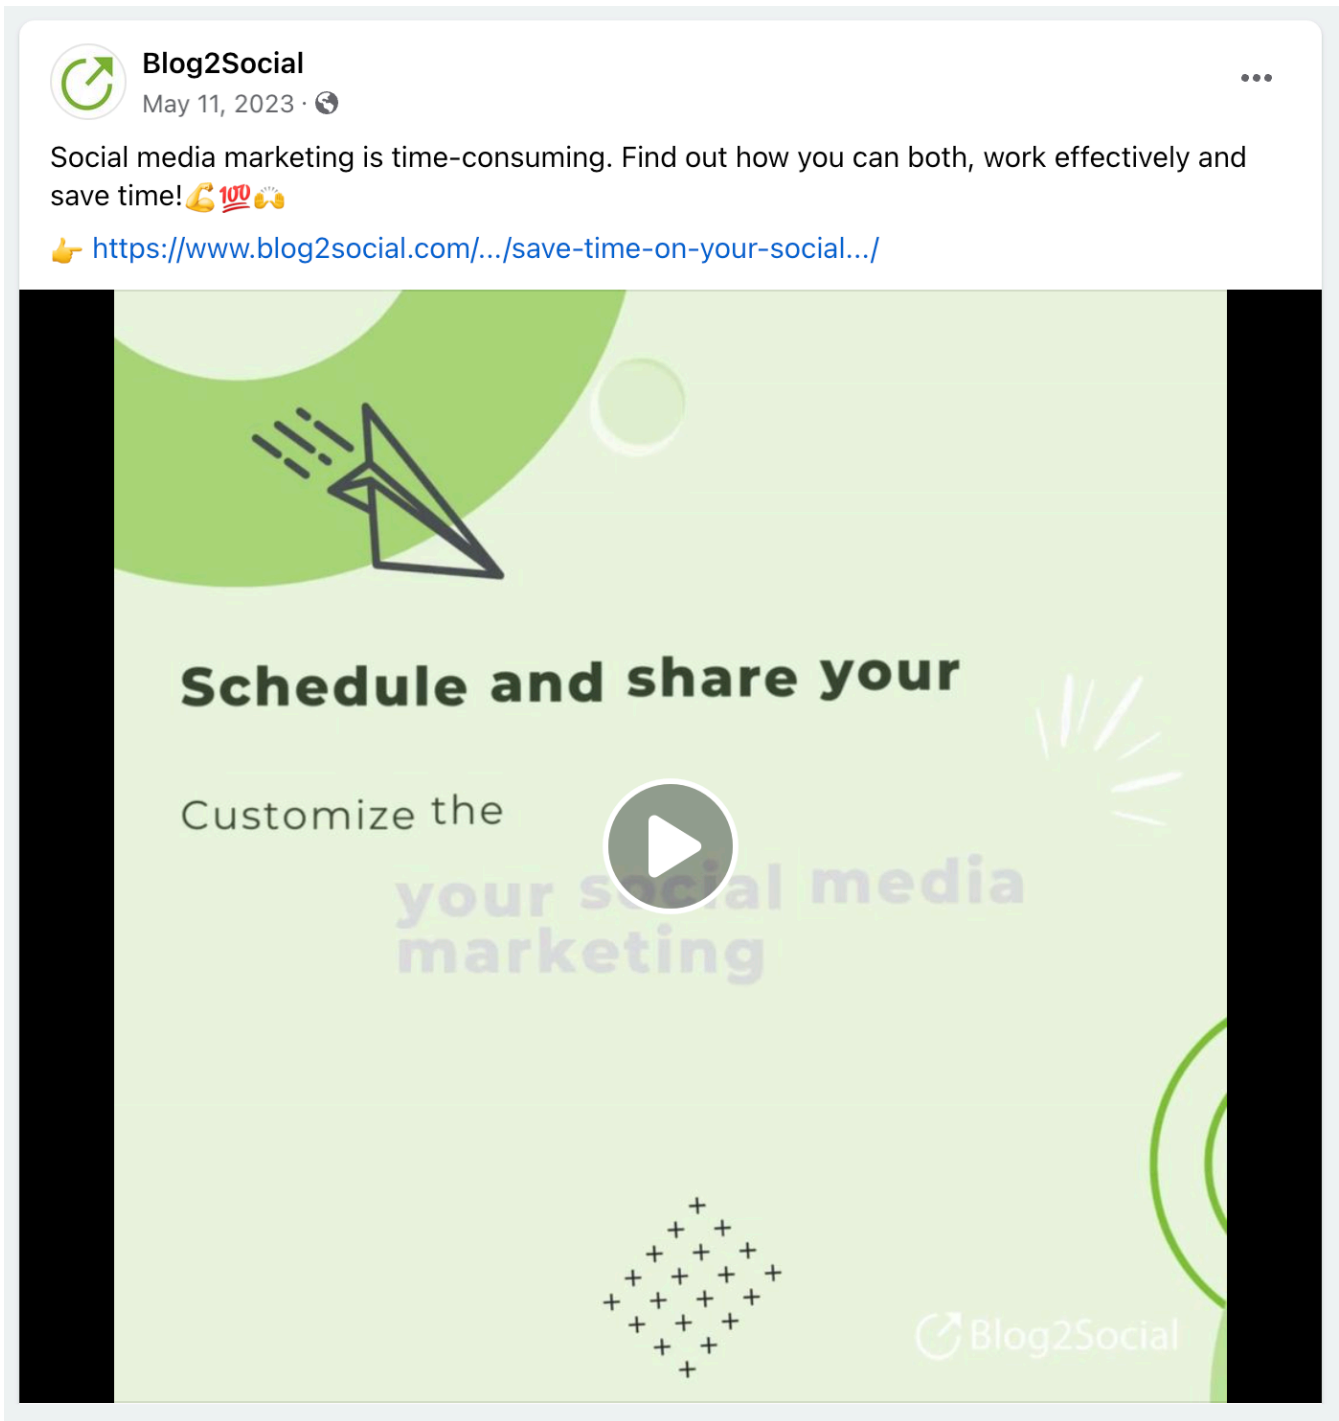 Blog2Social
May 11, 2023 ·
Social media marketing is time-consuming. Find out how you can both, work effectively and
save time!💪💯🙌
👉 https://www.blog2social.com/.../save-time-on-your-social.../
Schedule and share your
Customize the
your social media
marketing
Blog2Social